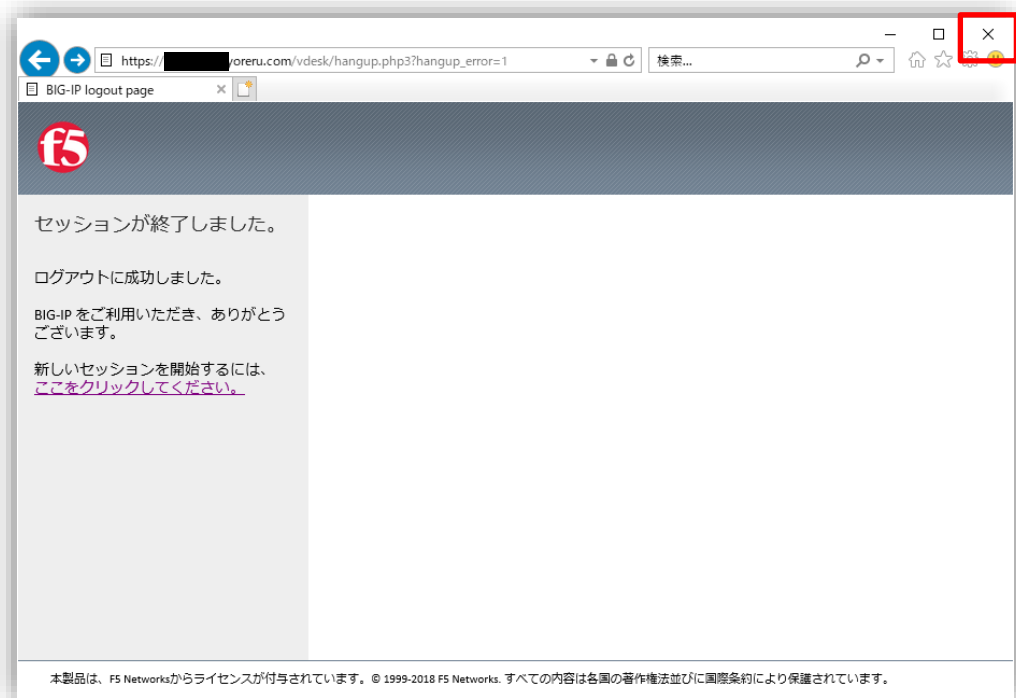 https:// yoreru.com/vdesk/hangup.php3?hangup_error=1
検索...
BIG-IP logout page
f5
セッションが終了しました。
ログアウトに成功しました。
BIG-IP をご利用いただき、ありがとう
ございます。
新しいセッションを開始するには、
ここをクリックしてください。
本製品は、F5 Networksからライセンスが付与されています。© 1999-2018 F5 Networks. すべての内容は各国の著作権法並びに国際条約により保護されています。